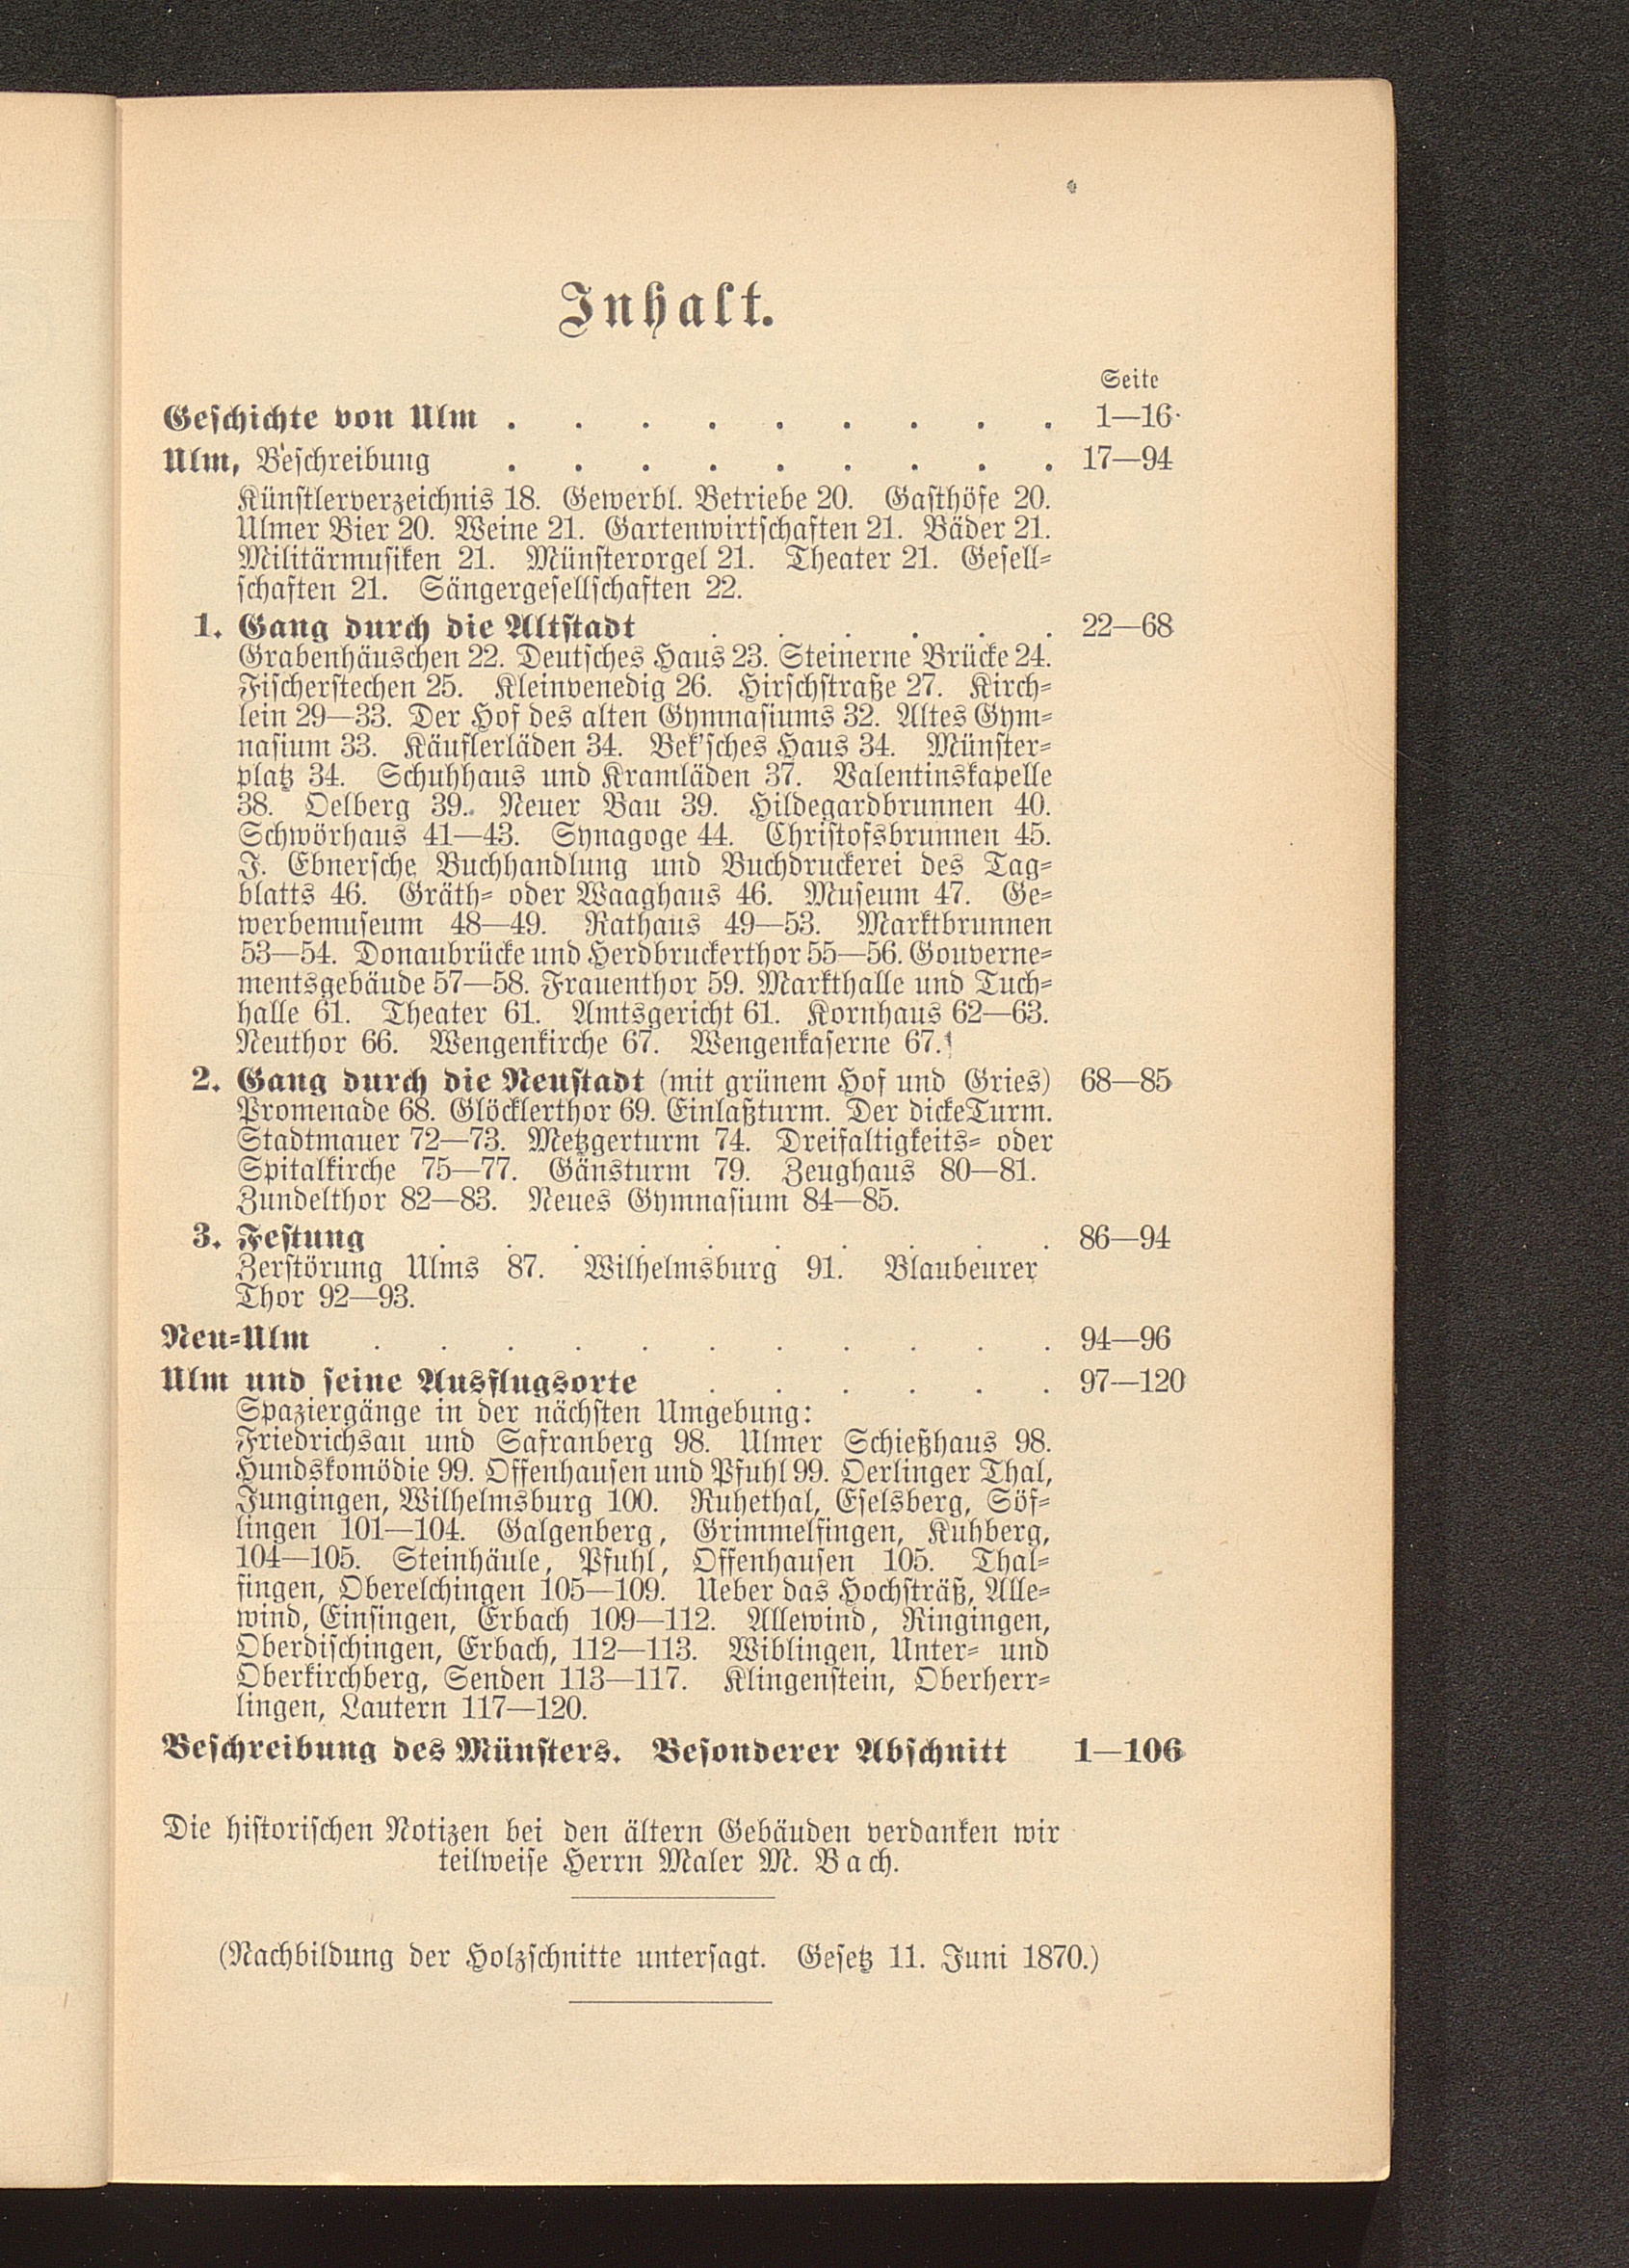 Inhalt.
Seite
Geschichte von Ulm . . . . . . . . . 1—16
Ulm, Beschreibung . . . . . . . . . 17—94
Künstlerverzeichnis 18. Gewerbl. Betriebe 20. Gasthöfe 20.
Ulmer Bier 20. Weine 21. Gartenwirtschaften 21. Bäder 21.
Militärmusiken 21. Münsterorgel 21. Theater 21. Gesell-
schaften 21. Sängergesellschaften 22.
1. Gang durch die Altstadt . . . . . . 22—68
Grabenhäuschen 22. Deutsches Haus 23. Steinerne Brücke 24.
Fischerstechen 25. Kleinvenedig 26. Hirschstraße 27. Kirch-
lein 29—33. Der Hof des alten Gymnasiums 32. Altes Gym-
nasium 33. Käuflerläden 34. Bek'sches Haus 34. Münster-
platz 34. Schuhhaus und Kramläden 37. Valentinskapelle
38. Oelberg 39. Neuer Bau 39. Hildegardbrunnen 40.
Schwörhaus 41—43. Synagoge 44. Christofsbrunnen 45.
J. Ebnersche Buchhandlung und Buchdruckerei des Tag-
blatts 46. Gräth- oder Waaghaus 46. Museum 47. Ge-
werbemuseum 48—49. Rathaus 49—53. Marktbrunnen
53—54. Donaubrücke und Herdbruckerthor 55—56. Gouverne-
mentsgebäude 57—58. Frauenthor 59. Markthalle und Tuch-
halle 61. Theater 61. Amtsgericht 61. Kornhaus 62—63.
Neuthor 66. Wengenkirche 67. Wengenkaserne 67.
2. Gang durch die Neustadt (mit grünem Hof und Gries) 68—85
Promenade 68. Glöcklerthor 69. Einlaßturm. Der dicke Turm.
Stadtmauer 72—73. Metzgerturm 74. Dreifaltigkeits- oder
Spitalkirche 75—77. Gänsturm 79. Zeughaus 80—81.
Zundelthor 82—83. Neues Gymnasium 84—85.
3. Festung . . . . . . . . . . 86—94
Zerstörung Ulms 87. Wilhelmsburg 91. Blaubeurer
Thor 92—93.
Neu-Ulm . . . . . . . . . . . 94—96
Ulm und seine Ausflugsorte . . . . . . 97—120
Spaziergänge in der nächsten Umgebung:
Friedrichsau und Safranberg 98. Ulmer Schießhaus 98.
Hundskomödie 99. Offenhausen und Pfuhl 99. Oerlinger Thal,
Jungingen, Wilhelmsburg 100. Ruhethal, Eselsberg, Söf-
lingen 101—104. Galgenberg, Grimmelfingen, Kuhberg,
104—105. Steinhäule, Pfuhl, Offenhausen 105. Thal-
fingen, Oberelchingen 105—109. Ueber das Hochsträß, Alle-
wind, Einsingen, Erbach 109—112. Allewind, Ringingen,
Oberdischingen, Erbach, 112—113. Wiblingen, Unter- und
Oberkirchberg, Senden 113—117. Klingenstein, Oberherr-
lingen, Lautern 117—120.
Beschreibung des Münsters. Besonderer Abschnitt 1—106
Die historischen Notizen bei den ältern Gebäuden verdanken wir
teilweise Herrn Maler M. Bach.
(Nachbildung der Holzschnitte untersagt. Gesetz 11. Juni 1870.)